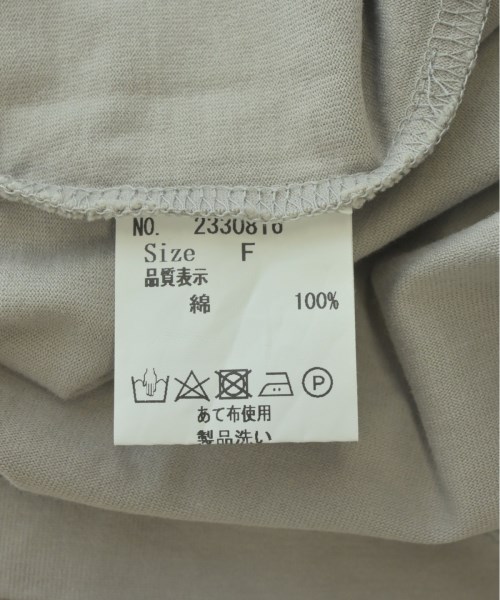 NO. 2330816
Size F
品質表示
綿 100%
P
あて布使用
製品洗い